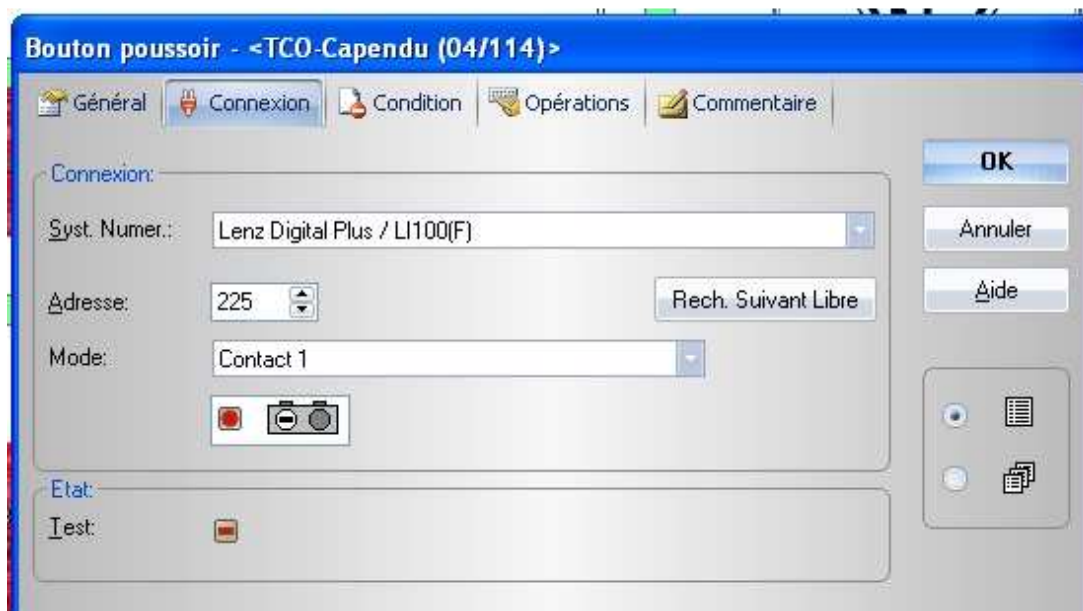 Bouton poussoir - <TCO-Capendu (04/114)>
Général Connexion Condition Opérations Commentaire
OK
Connexion:
Syst. Numer.: Lenz Digital Plus / LI100(F)
Annuler
Adresse: 225 Rech. Suivant Libre
Aide
Mode: Contact 1
Etat:
Test: